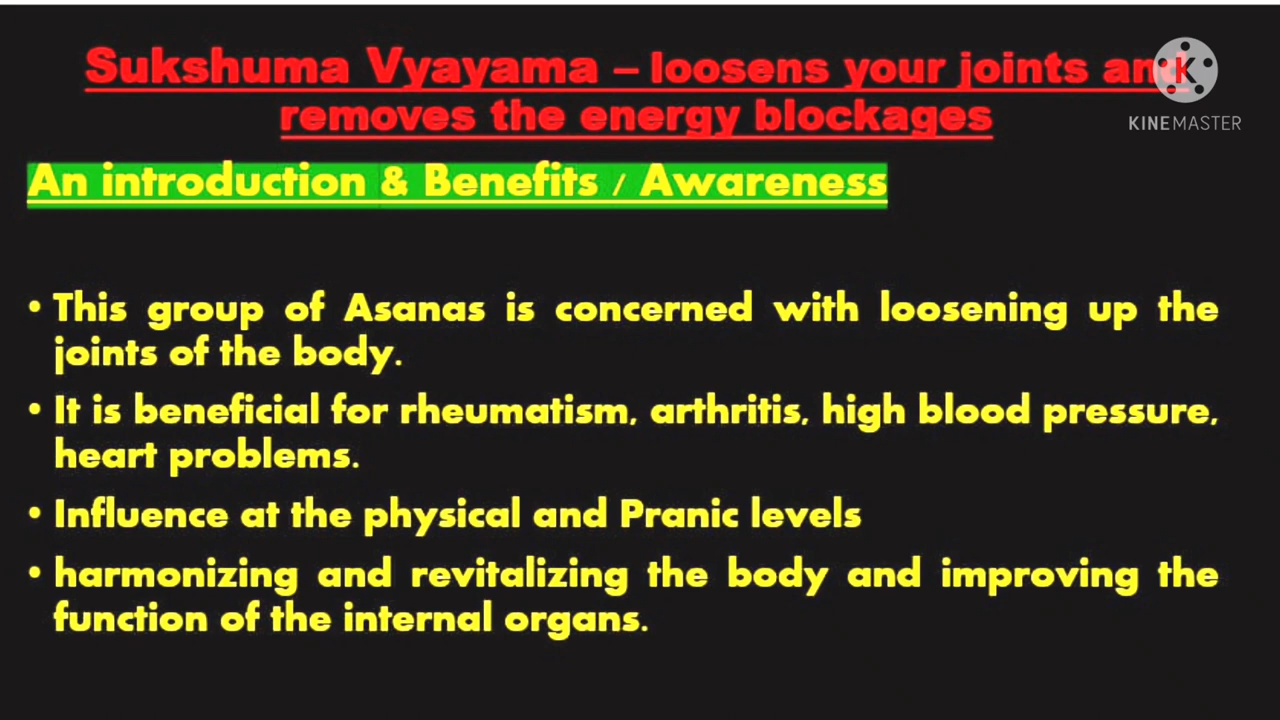 Sukshuma Vyayama – loosens your joints and
removes the energy blockages
K
KINEMASTER
An introduction & Benefits / Awareness
• This group of Asanas is concerned with loosening up the
joints of the body.
• It is beneficial for rheumatism, arthritis, high blood pressure,
heart problems.
• Influence at the physical and Pranic levels
• harmonizing and revitalizing the body and improving the
function of the internal organs.